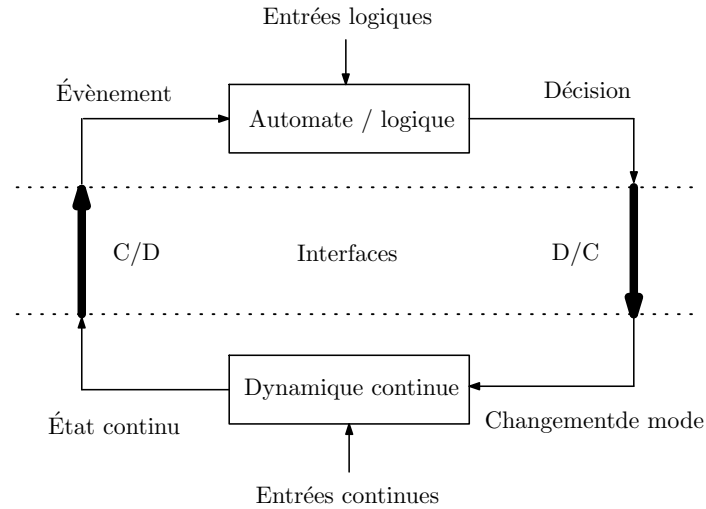 Entrées logiques
Évènement
Décision
Automate / logique
C/D
Interfaces
D/C
Dynamique continue
État continu
Changementde mode
Entrées continues